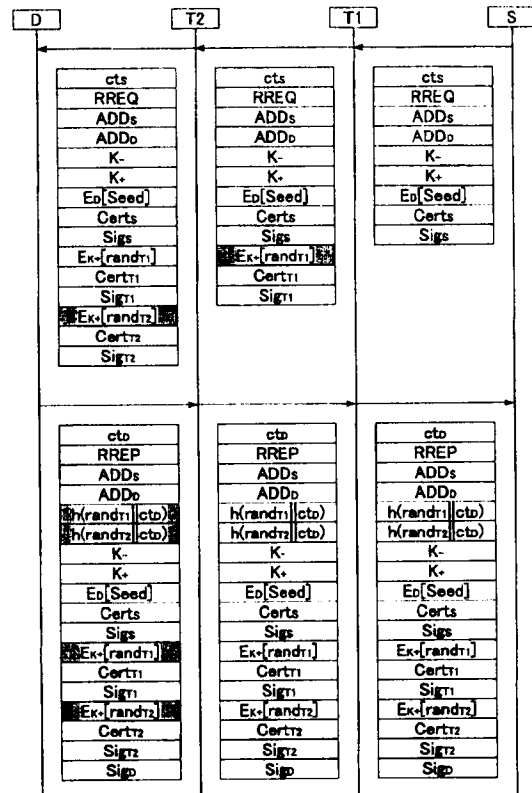 D T2 T1 S
cts
RREQ
ADDs
ADDD
K-
K+
ED[Seed]
Certs
Sigs
EK+[randT1]
CertT1
SigT1
EK+[randT2]
CertT2
SigT2
cts
RREQ
ADDs
ADDD
K-
K+
ED[Seed]
Certs
Sigs
EK+[randT1]
CertT1
SigT1
cts
RREQ
ADDs
ADDD
K-
K+
ED[Seed]
Certs
Sigs
ctD
RREP
ADDs
ADDD
h(randT1||ctD)
h(randT2||ctD)
K-
K+
ED[Seed]
Certs
Sigs
EK+[randT1]
CertT1
SigT1
EK+[randT2]
CertT2
SigT2
SigD
ctD
RREP
ADDs
ADDD
h(randT1||ctD)
h(randT2||ctD)
K-
K+
ED[Seed]
Certs
Sigs
EK+[randT1]
CertT1
SigT1
EK+[randT2]
CertT2
SigT2
SigD
ctD
RREP
ADDs
ADDD
h(randT1||ctD)
h(randT2||ctD)
K-
K+
ED[Seed]
Certs
Sigs
EK+[randT1]
CertT1
SigT1
EK+[randT2]
CertT2
SigT2
SigD